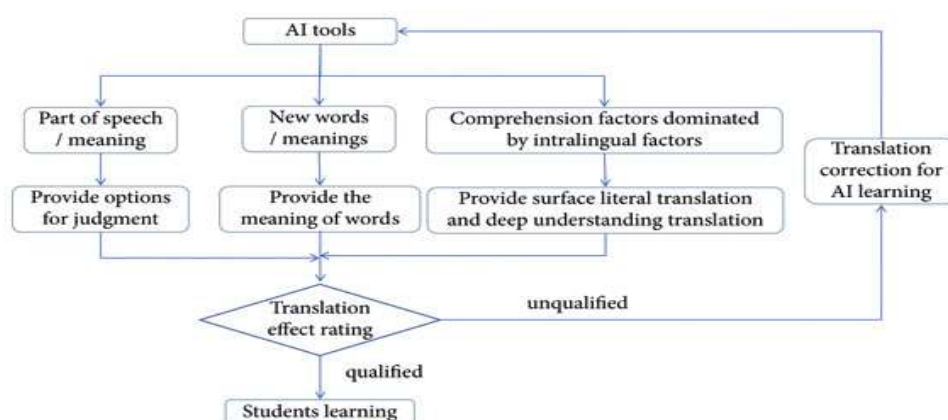 AI tools
Part of speech
/ meaning
New words
/ meanings
Comprehension factors dominated
by intralingual factors
Translation
correction for
AI learning
Provide options
for judgment
Provide the
meaning of words
Provide surface literal translation
and deep understanding translation
Translation
effect rating
unqualified
qualified
Students learning